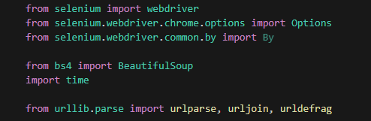 from selenium import webdriver
from selenium.webdriver.chrome.options import Options
from selenium.webdriver.common.by import By
from bs4 import BeautifulSoup
import time
from urllib.parse import urlparse, urljoin, urldefrag